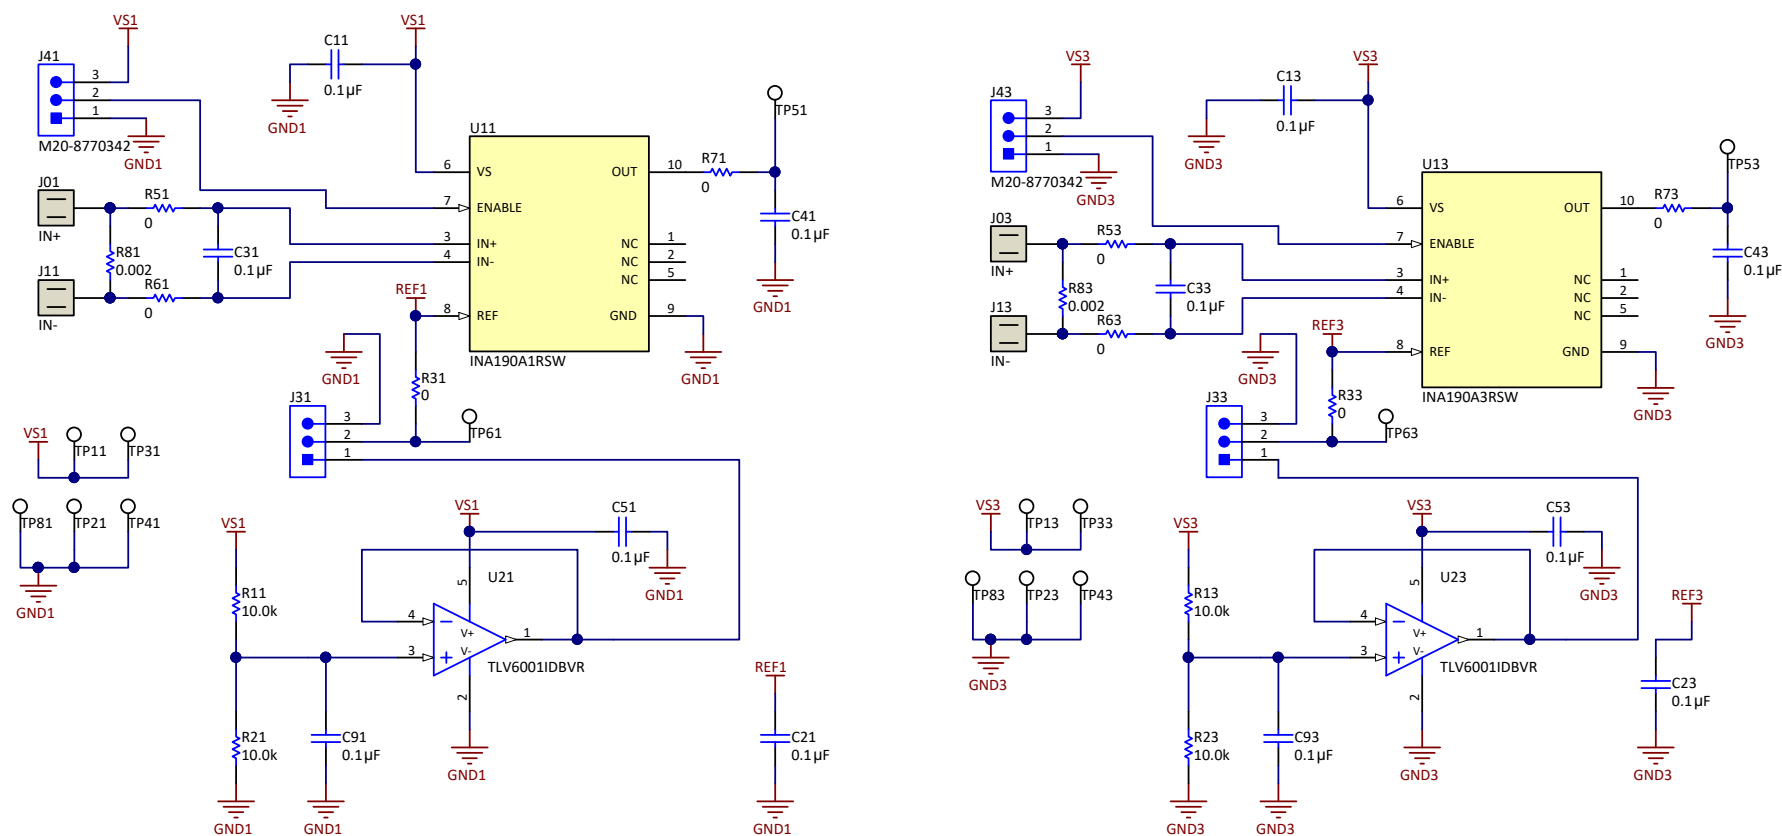 VS1
J41
3
2
1
M20-8770342
GND1
C11
0.1µF
GND1
VS1
J01
IN+
J11
IN-
R51
0
R81
0.002
R61
0
C31
0.1µF
U11
6
VS
7
ENABLE
3
IN+
4
IN-
8
REF
OUT
10
NC
1
NC
2
NC
5
GND
9
INA190A1RSW
R71
0
TP51
C41
0.1µF
GND1
GND1
REF1
R31
0
GND1
J31
3
2
1
TP61
VS1
TP11
TP31
TP81
TP21
TP41
GND1
VS1
R11
10.0k
R21
10.0k
GND1
C91
0.1µF
GND1
VS1
C51
0.1µF
GND1
U21
5
4
3
V+
V-
1
2
TLV6001IDBVR
GND1
REF1
C21
0.1µF
GND1
VS3
J43
3
2
1
M20-8770342
GND3
C13
0.1µF
GND3
VS3
J03
IN+
J13
IN-
R53
0
R83
0.002
R63
0
C33
0.1µF
U13
6
VS
7
ENABLE
3
IN+
4
IN-
8
REF
OUT
10
NC
1
NC
2
NC
5
GND
9
INA190A3RSW
R73
0
TP53
C43
0.1µF
GND3
GND3
REF3
R33
0
GND3
J33
3
2
1
TP63
VS3
TP13
TP33
TP83
TP23
TP43
GND3
VS3
R13
10.0k
R23
10.0k
GND3
C93
0.1µF
GND3
VS3
C53
0.1µF
GND3
U23
5
4
3
V+
V-
1
2
TLV6001IDBVR
GND3
REF3
C23
0.1µF
GND3